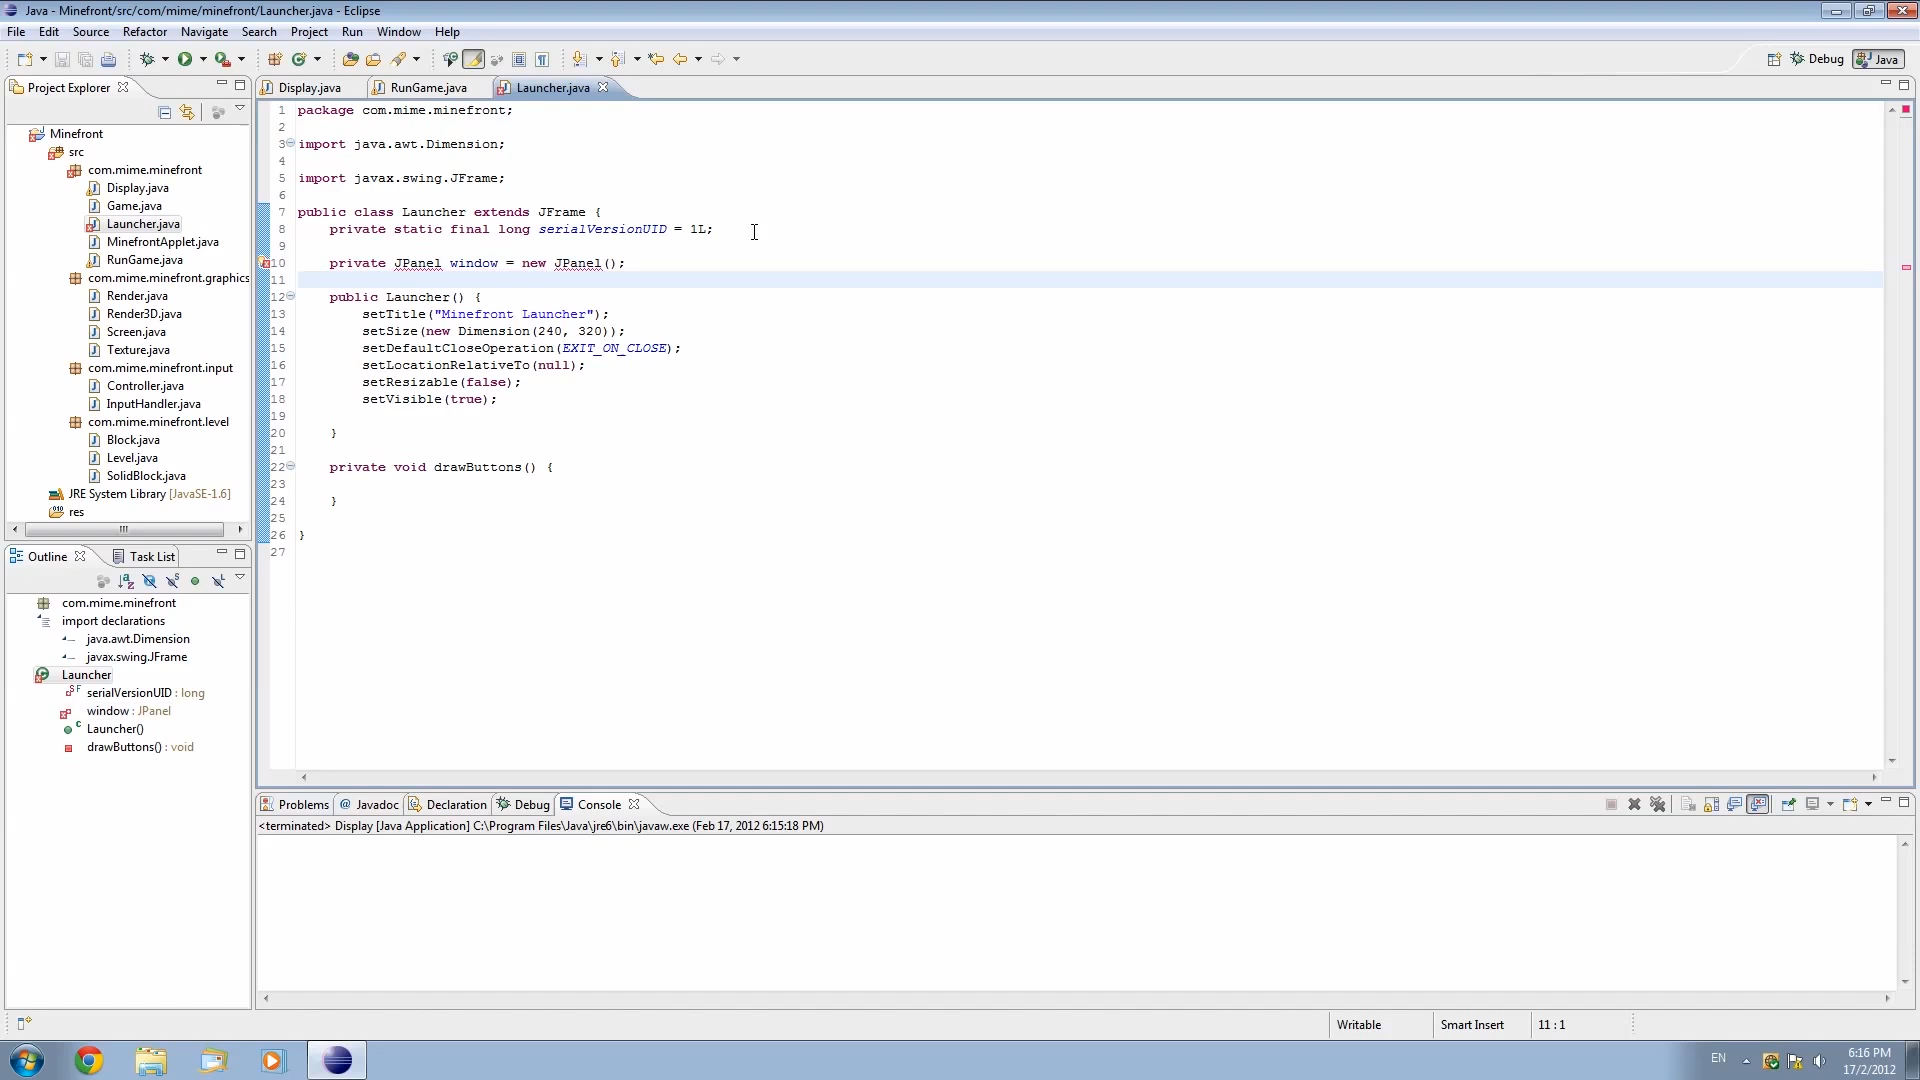 Java - Minefront/src/com/mime/minefront/Launcher.java - Eclipse
File Edit Source Refactor Navigate Search Project Run Window Help
Debug Java
Project Explorer
Display.java RunGame.java Launcher.java
Minefront
src
com.mime.minefront
Display.java
Game.java
Launcher.java
MinefrontApplet.java
RunGame.java
com.mime.minefront.graphics
Render.java
Render3D.java
Screen.java
Texture.java
com.mime.minefront.input
Controller.java
InputHandler.java
com.mime.minefront.level
Block.java
Level.java
SolidBlock.java
JRE System Library [JavaSE-1.6]
res
1 package com.mime.minefront;
2
3 import java.awt.Dimension;
4
5 import javax.swing.JFrame;
6
7 public class Launcher extends JFrame {
8 private static final long serialVersionUID = 1L;
9
10 private JPanel window = new JPanel();
11
12 public Launcher() {
13 setTitle("Minefront Launcher");
14 setSize(new Dimension(240, 320));
15 setDefaultCloseOperation(EXIT_ON_CLOSE);
16 setLocationRelativeTo(null);
17 setResizable(false);
18 setVisible(true);
19
20 }
21
22 private void drawButtons() {
23
24 }
25
26 }
27
Outline Task List
com.mime.minefront
import declarations
java.awt.Dimension
javax.swing.JFrame
Launcher
serialVersionUID : long
window : JPanel
Launcher()
drawButtons() : void
Problems @ Javadoc Declaration Debug Console
<terminated> Display [Java Application] C:\Program Files\Java\jre6\bin\javaw.exe (Feb 17, 2012 6:15:18 PM)
Writable Smart Insert 11 : 1
EN 6:16 PM
17/2/2012